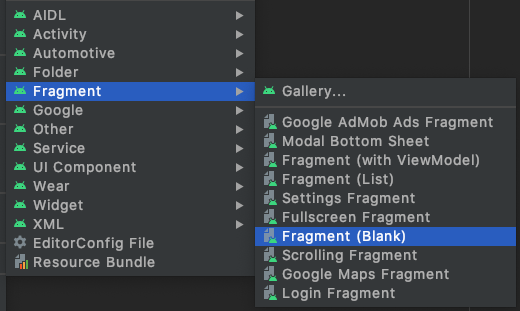 AIDL
Activity
Automotive
Folder
Fragment
Google
Other
Service
UI Component
Wear
Widget
XML
EditorConfig File
Resource Bundle
Gallery...
Google AdMob Ads Fragment
Modal Bottom Sheet
Fragment (with ViewModel)
Fragment (List)
Settings Fragment
Fullscreen Fragment
Fragment (Blank)
Scrolling Fragment
Google Maps Fragment
Login Fragment